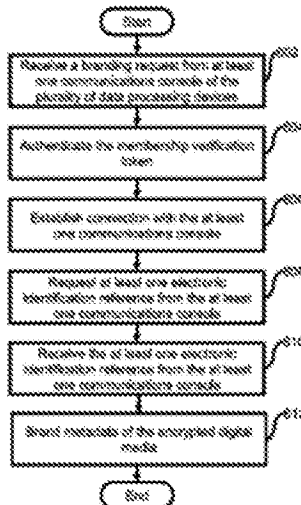 Start
Receive a branding request from at least
one communications console of the
plurality of data processing devices
Authenticate the membership verification
token
Establish connection with the at least
one communications console
Request at least one electronic
identification reference from the at least
one communications console
Receive the at least one electronic
identification reference from the at least
one communications console
Brand metadata of the encrypted digital
media
End